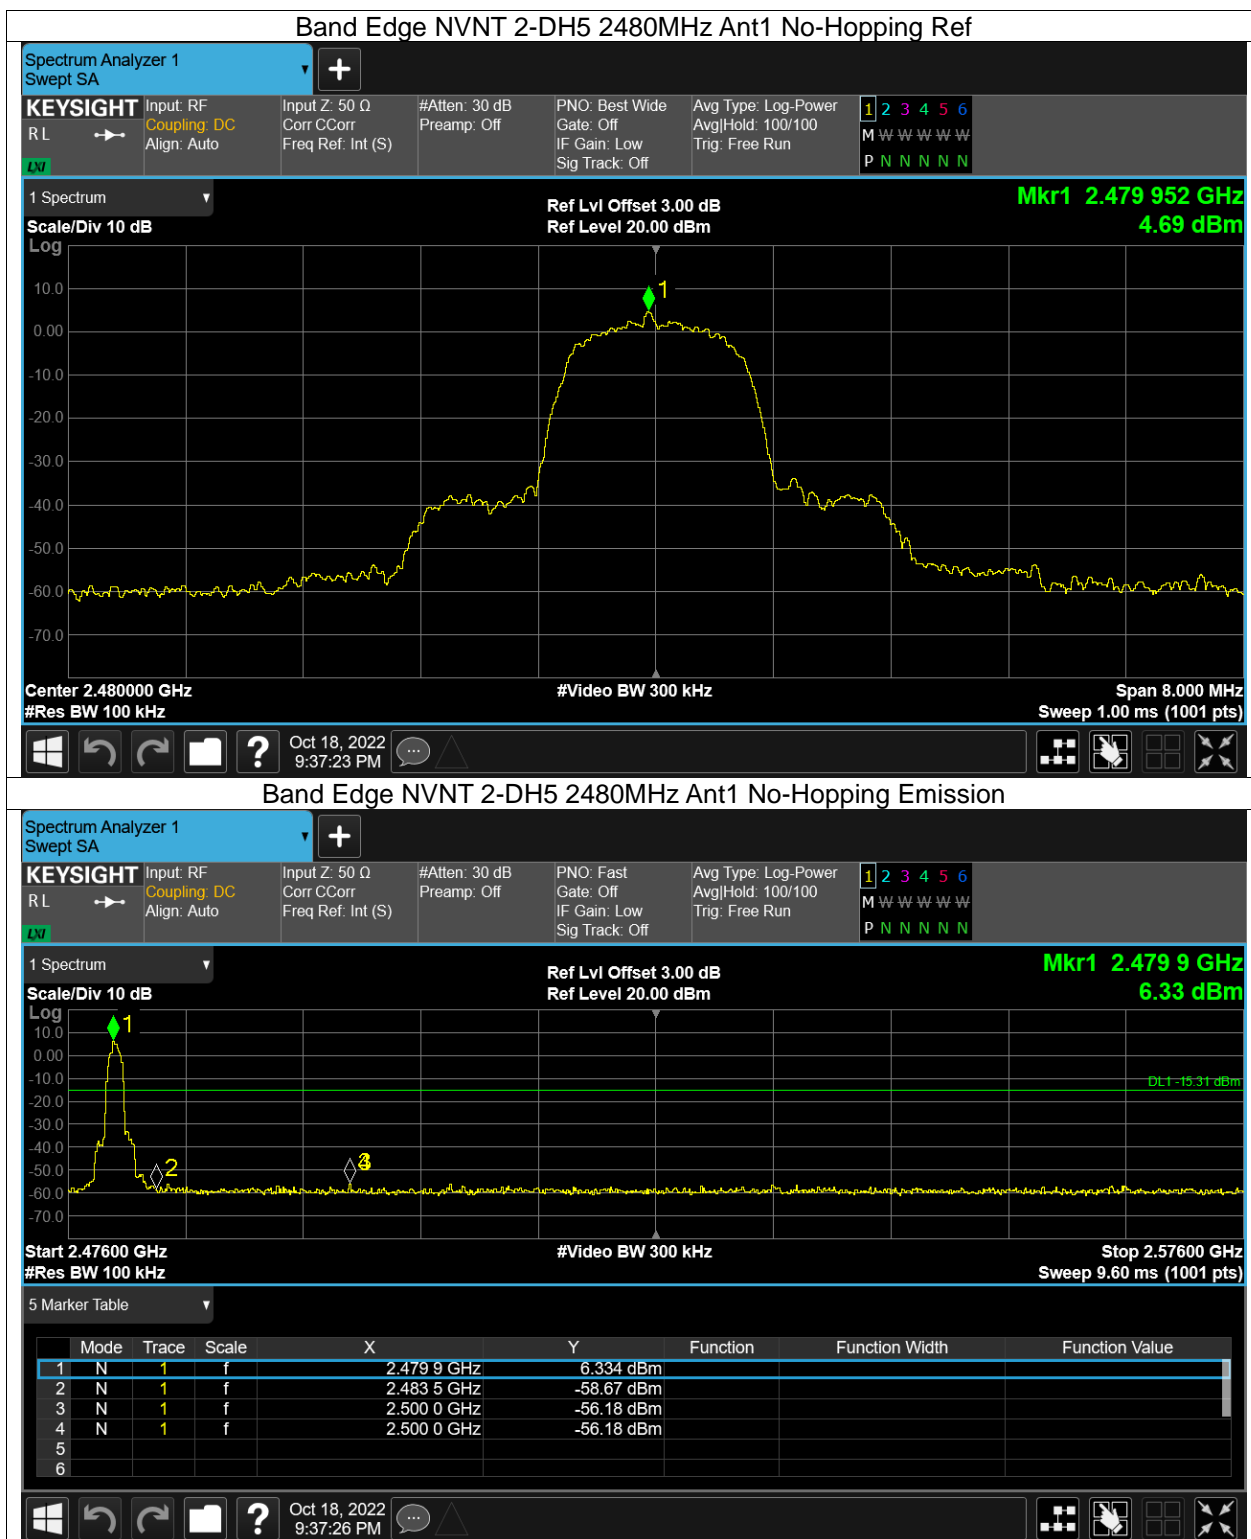 Band Edge NVNT 2-DH5 2480MHz Ant1 No-Hopping Ref
Spectrum Analyzer 1
Swept SA
KEYSIGHT
R L
LXI
Input: RF
Coupling: DC
Align: Auto
Input Z: 50 Ω
Corr CCorr
Freq Ref: Int (S)
#Atten: 30 dB
Preamp: Off
PNO: Best Wide
Gate: Off
IF Gain: Low
Sig Track: Off
Avg Type: Log-Power
Avg|Hold: 100/100
Trig: Free Run
1 2 3 4 5 6
M W W W W W
P N N N N N
1 Spectrum
Scale/Div 10 dB
Ref Lvl Offset 3.00 dB
Ref Level 20.00 dBm
Mkr1 2.479 952 GHz
4.69 dBm
Log
10.0
0.00
-10.0
-20.0
-30.0
-40.0
-50.0
-60.0
-70.0
1
Center 2.480000 GHz
#Res BW 100 kHz
#Video BW 300 kHz
Span 8.000 MHz
Sweep 1.00 ms (1001 pts)
?
Oct 18, 2022
9:37:23 PM
Band Edge NVNT 2-DH5 2480MHz Ant1 No-Hopping Emission
Spectrum Analyzer 1
Swept SA
KEYSIGHT
R L
LXI
Input: RF
Coupling: DC
Align: Auto
Input Z: 50 Ω
Corr CCorr
Freq Ref: Int (S)
#Atten: 30 dB
Preamp: Off
PNO: Fast
Gate: Off
IF Gain: Low
Sig Track: Off
Avg Type: Log-Power
Avg|Hold: 100/100
Trig: Free Run
1 2 3 4 5 6
M W W W W W
P N N N N N
1 Spectrum
Scale/Div 10 dB
Ref Lvl Offset 3.00 dB
Ref Level 20.00 dBm
Mkr1 2.479 9 GHz
6.33 dBm
Log
10.0
0.00
-10.0
-20.0
-30.0
-40.0
-50.0
-60.0
-70.0
1
2
DL1 -15.31 dBm
Start 2.47600 GHz
#Res BW 100 kHz
#Video BW 300 kHz
Stop 2.57600 GHz
Sweep 9.60 ms (1001 pts)
5 Marker Table
Mode Trace Scale X Y Function Function Width Function Value
1 N 1 f 2.479 9 GHz 6.334 dBm
2 N 1 f 2.483 5 GHz -58.67 dBm
3 N 1 f 2.500 0 GHz -56.18 dBm
4 N 1 f 2.500 0 GHz -56.18 dBm
5
6
?
Oct 18, 2022
9:37:26 PM